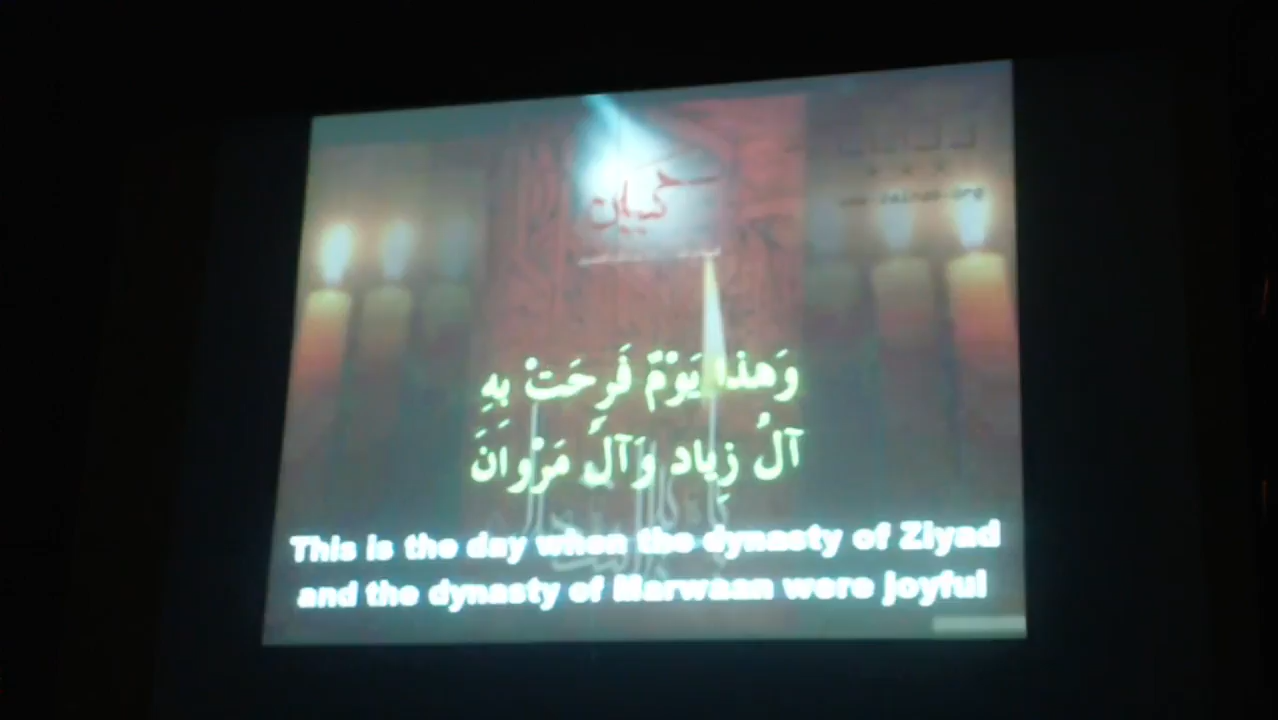 وَهذا يَوْمٌ فَرِحَتْ بِهِ
آلُ زِياد وَآلُ مَرْوانَ
This is the day when the dynasty of Ziyad
and the dynasty of Marwaan were joyful